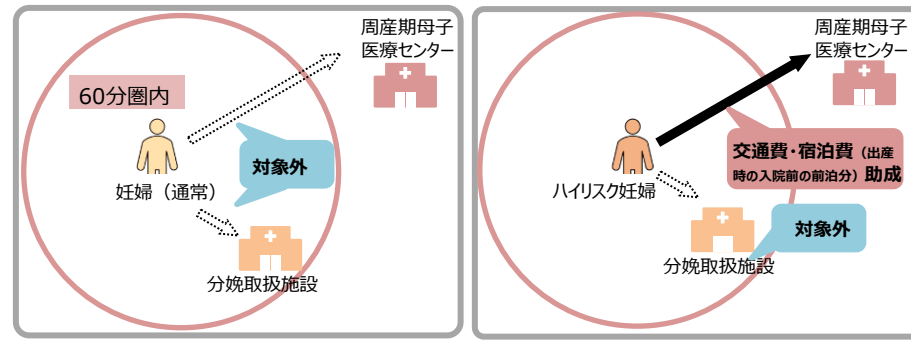 周産期母子
医療センター
60分圏内
対象外
妊婦（通常）
分娩取扱施設
周産期母子
医療センター
交通費・宿泊費（出産
時の入院前の前泊分）助成
ハイリスク妊婦
対象外
分娩取扱施設